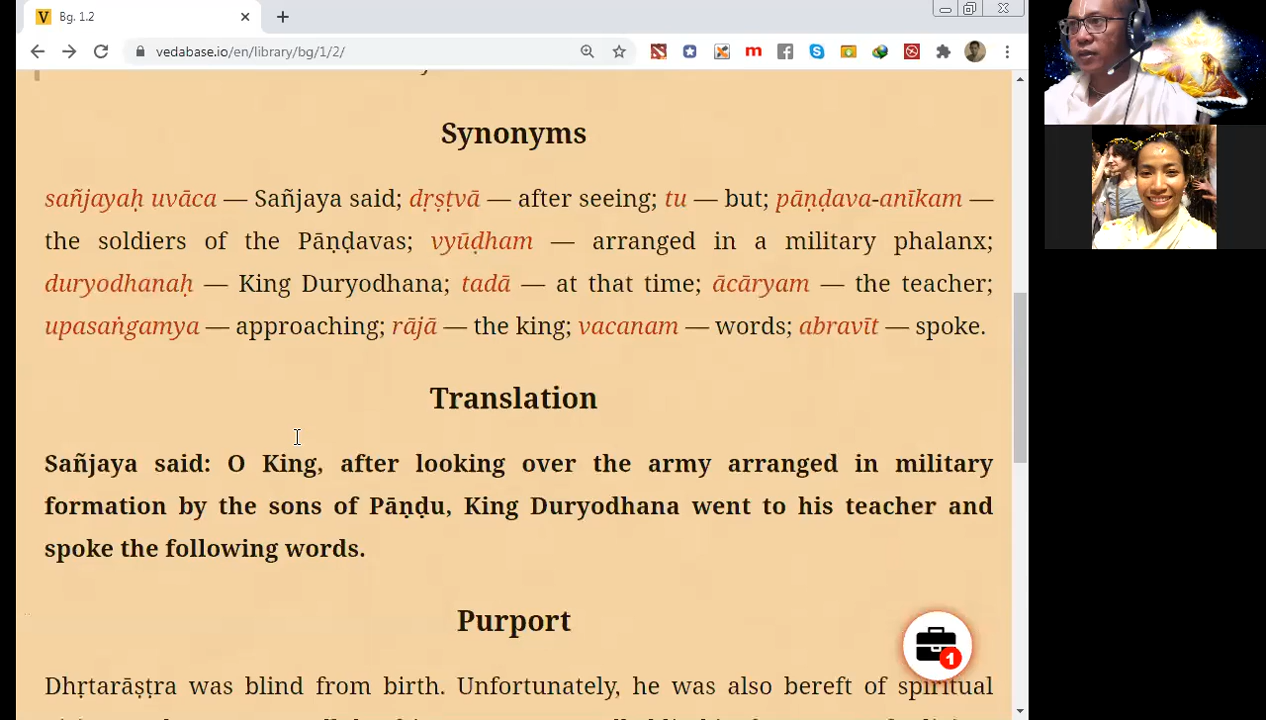 Bg. 1.2
vedabase.io/en/library/bg/1/2/
Synonyms
sañjayaḥ uvāca — Sañjaya said; dṛṣṭvā — after seeing; tu — but; pāṇḍava-anīkam —
the soldiers of the Pāṇḍavas; vyūḍham — arranged in a military phalanx;
duryodhanaḥ — King Duryodhana; tadā — at that time; ācāryam — the teacher;
upasaṅgamya — approaching; rājā — the king; vacanam — words; abravīt — spoke.
Translation
Sañjaya said: O King, after looking over the army arranged in military
formation by the sons of Pāṇḍu, King Duryodhana went to his teacher and
spoke the following words.
Purport
1
Dhṛtarāṣṭra was blind from birth. Unfortunately, he was also bereft of spiritual